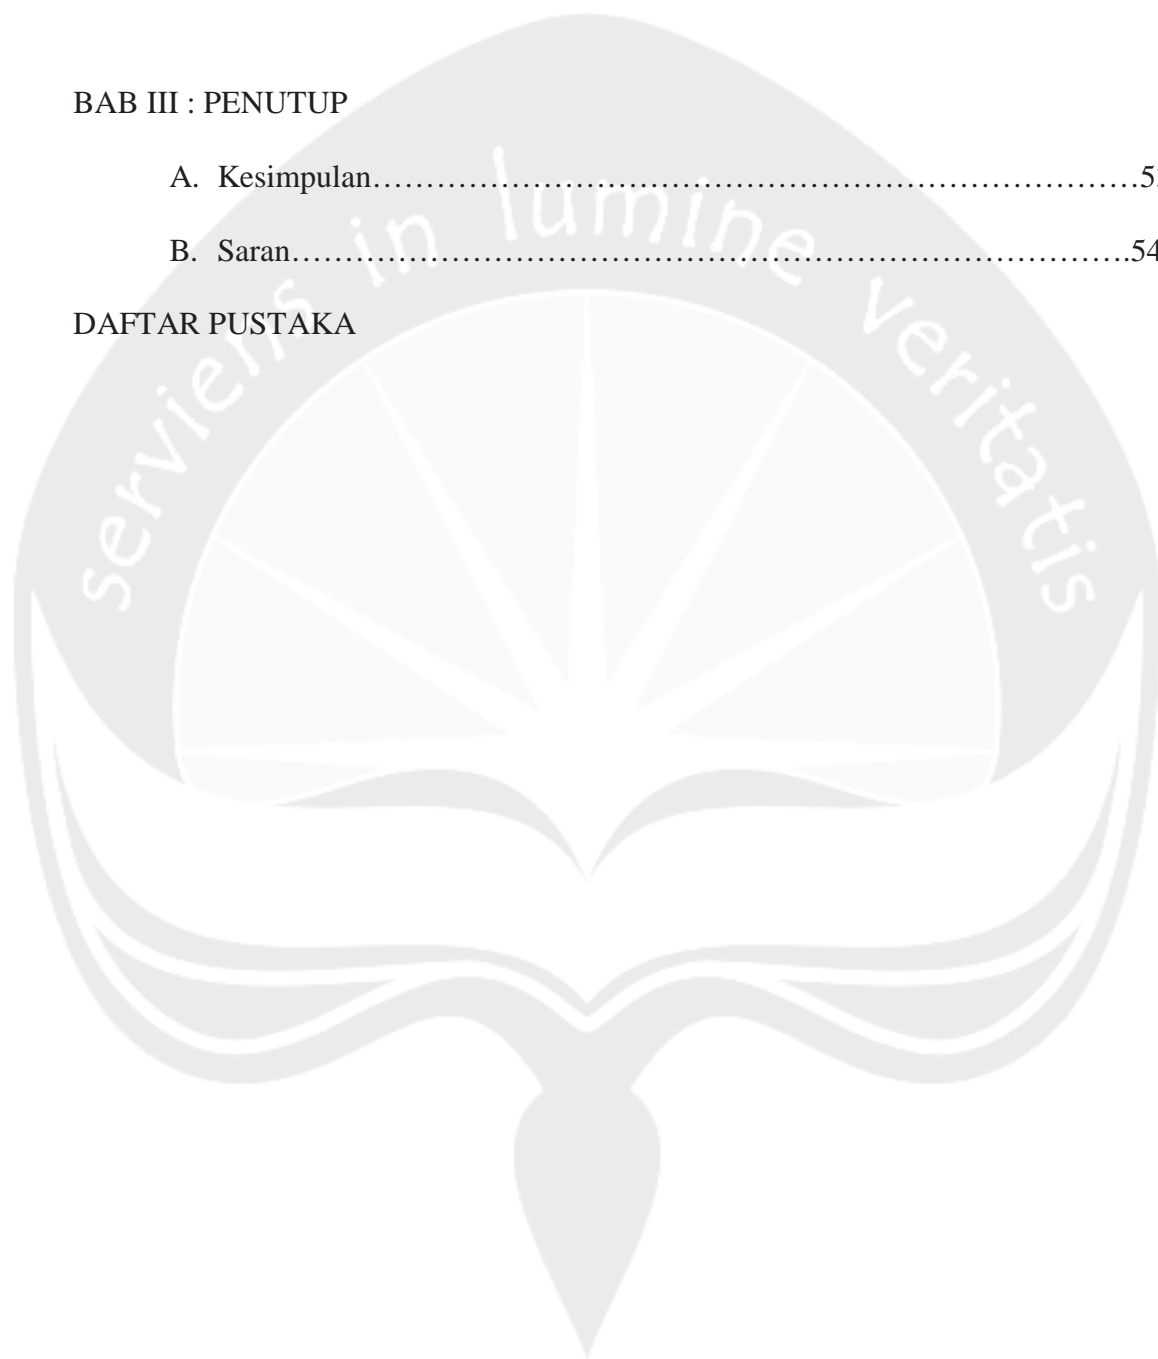 BAB III : PENUTUP
A. Kesimpulan……………………………………………………………5
B. Saran………………………………………………………………….54
DAFTAR PUSTAKA
serviens in lumine veritatis